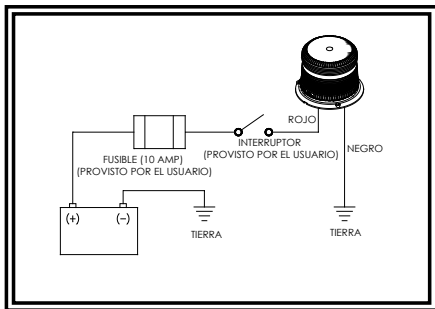 ROJO
INTERRUPTOR
(PROVISTO POR EL USUARIO)
NEGRO
FUSIBLE (10 AMP)
(PROVISTO POR EL USUARIO)
(+) (−)
TIERRA
TIERRA